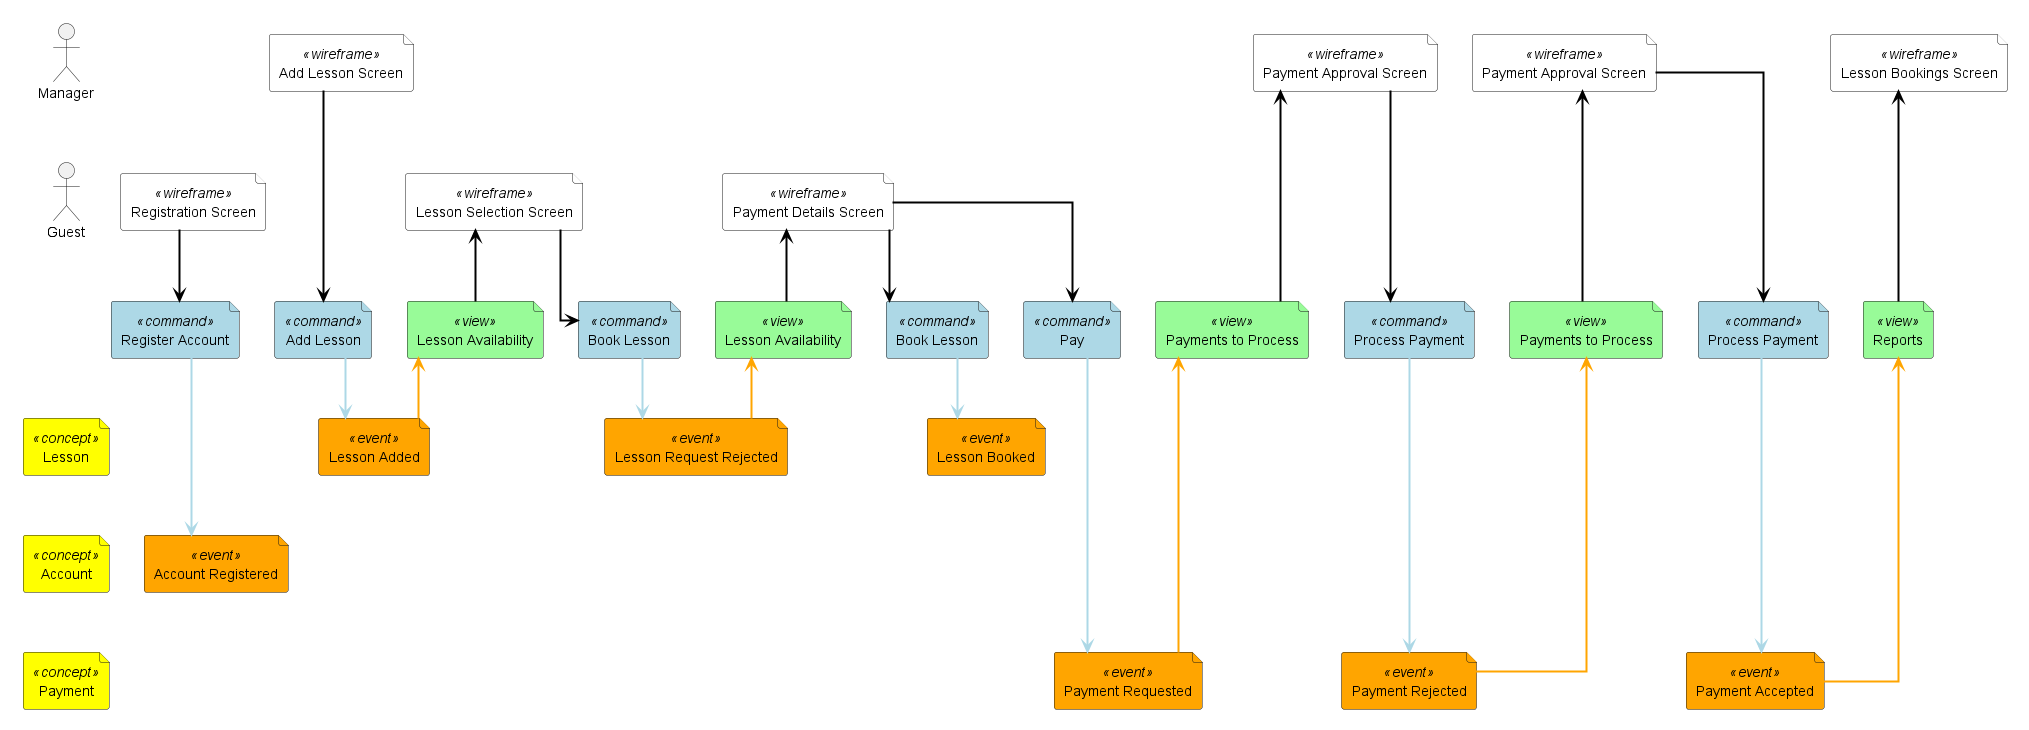 Manager
«wireframe»
Add Lesson Screen
«wireframe»
Payment Approval Screen
«wireframe»
Payment Approval Screen
«wireframe»
Lesson Bookings Screen
Guest
«wireframe»
Registration Screen
«wireframe»
Lesson Selection Screen
«wireframe»
Payment Details Screen
«command»
Register Account
«command»
Add Lesson
«view»
Lesson Availability
«command»
Book Lesson
«view»
Lesson Availability
«command»
Book Lesson
«command»
Pay
«view»
Payments to Process
«command»
Process Payment
«view»
Payments to Process
«command»
Process Payment
«view»
Reports
«concept»
Lesson
«event»
Lesson Added
«event»
Lesson Request Rejected
«event»
Lesson Booked
«concept»
Account
«event»
Account Registered
«concept»
Payment
«event»
Payment Requested
«event»
Payment Rejected
«event»
Payment Accepted